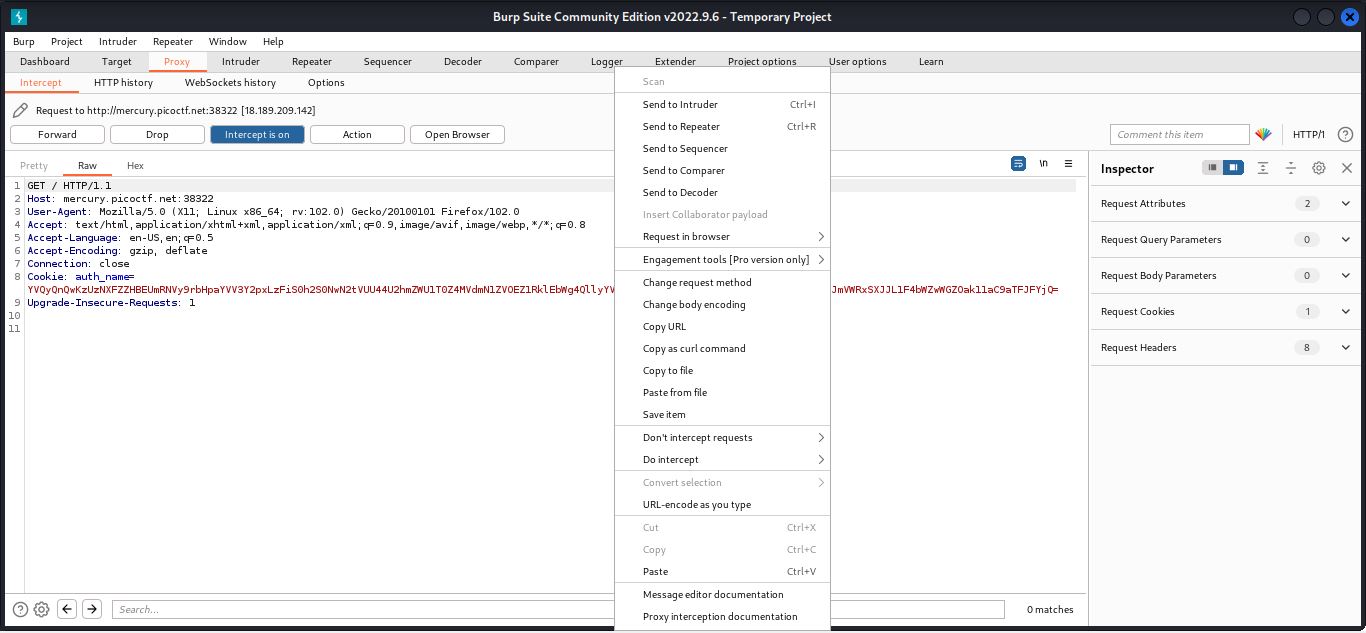 Burp Suite Community Edition v2022.9.6 - Temporary Project
Burp Project Intruder Repeater Window Help
Dashboard Target Proxy Intruder Repeater Sequencer Decoder Comparer Logger Extender Project options User options Learn
Intercept HTTP history WebSockets history Options
Request to http://mercury.picoctf.net:38322 [18.189.209.142]
Forward Drop Intercept is on Action Open Browser Comment this item HTTP/1 ?
Pretty Raw Hex \n
1 GET / HTTP/1.1
2 Host: mercury.picoctf.net:38322
3 User-Agent: Mozilla/5.0 (X11; Linux x86_64; rv:102.0) Gecko/20100101 Firefox/102.0
4 Accept: text/html,application/xhtml+xml,application/xml;q=0.9,image/avif,image/webp,*/*;q=0.8
5 Accept-Language: en-US,en;q=0.5
6 Accept-Encoding: gzip, deflate
7 Connection: close
8 Cookie: auth_name=
9 Upgrade-Insecure-Requests: 1
10
11
Scan
Send to Intruder Ctrl+I
Send to Repeater Ctrl+R
Send to Sequencer
Send to Comparer
Send to Decoder
Insert Collaborator payload
Request in browser
Engagement tools [Pro version only]
Change request method
Change body encoding
Copy URL
Copy as curl command
Copy to file
Paste from file
Save item
Don't intercept requests
Do intercept
Convert selection
URL-encode as you type
Cut Ctrl+X
Copy Ctrl+C
Paste Ctrl+V
Message editor documentation
Proxy interception documentation
Inspector
Request Attributes 2
Request Query Parameters 0
Request Body Parameters 0
Request Cookies 1
Request Headers 8
? Search... 0 matches